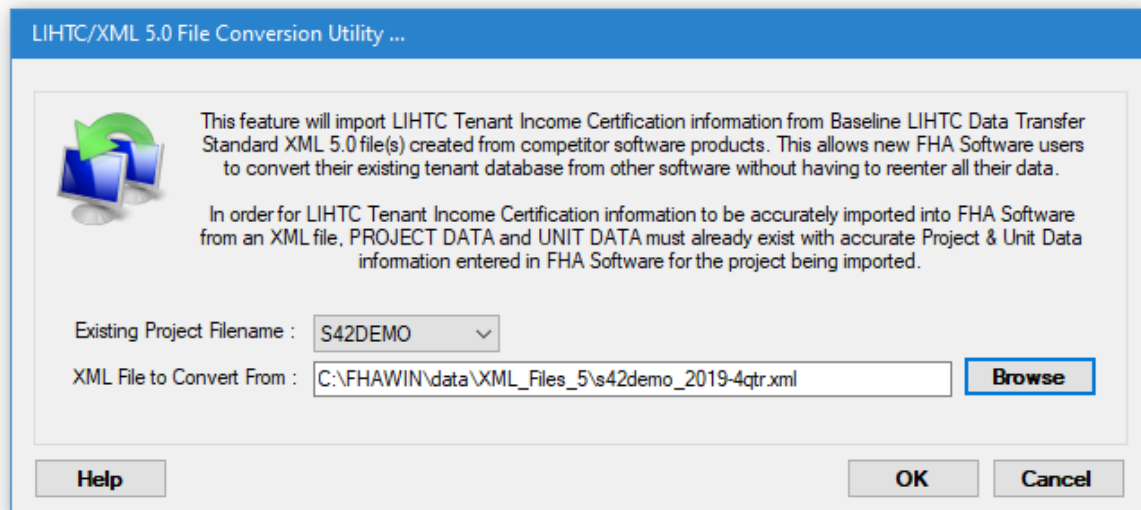 LIHTC/XML 5.0 File Conversion Utility ...
This feature will import LIHTC Tenant Income Certification information from Baseline LIHTC Data Transfer
Standard XML 5.0 file(s) created from competitor software products. This allows new FHA Software users
to convert their existing tenant database from other software without having to reenter all their data.
In order for LIHTC Tenant Income Certification information to be accurately imported into FHA Software
from an XML file, PROJECT DATA and UNIT DATA must already exist with accurate Project & Unit Data
information entered in FHA Software for the project being imported.
Existing Project Filename : S42DEMO
XML File to Convert From : C:\FHAWIN\data\XML_Files_5\s42demo_2019-4qtr.xml Browse
Help OK Cancel